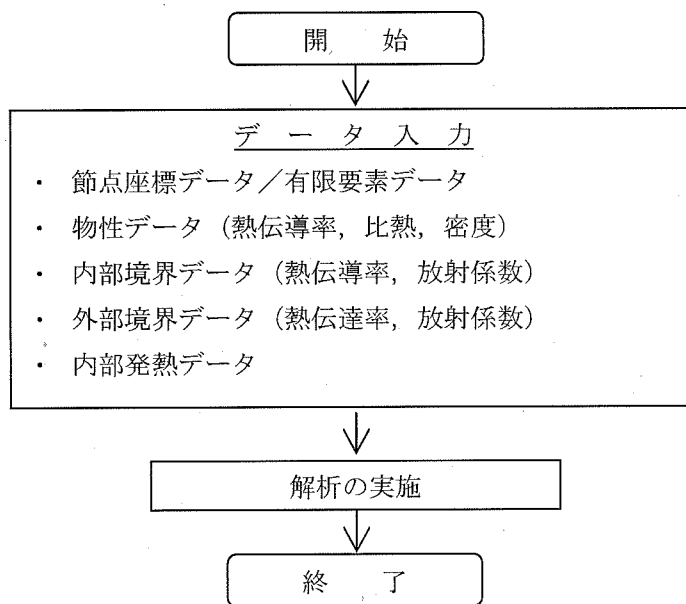 開　始
データ入力
・ 節点座標データ／有限要素データ
・ 物性データ（熱伝導率，比熱，密度）
・ 内部境界データ（熱伝導率，放射係数）
・ 外部境界データ（熱伝達率，放射係数）
・ 内部発熱データ
解析の実施
終　了